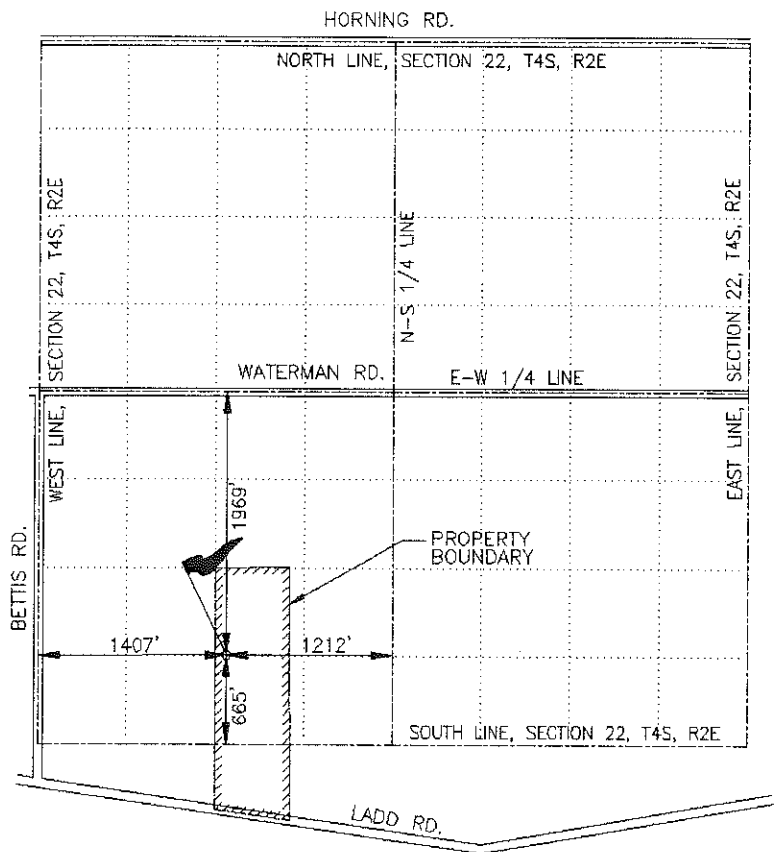 HORNING RD.
NORTH LINE, SECTION 22, T4S, R2E
SECTION 22, T4S, R2E
N-S 1/4 LINE
SECTION 22, T4S, R2E
WATERMAN RD.
E-W 1/4 LINE
WEST LINE,
EAST LINE,
1969'
BETTIS RD.
PROPERTY
BOUNDARY
1407'
1212'
665'
SOUTH LINE, SECTION 22, T4S, R2E
LADD RD.